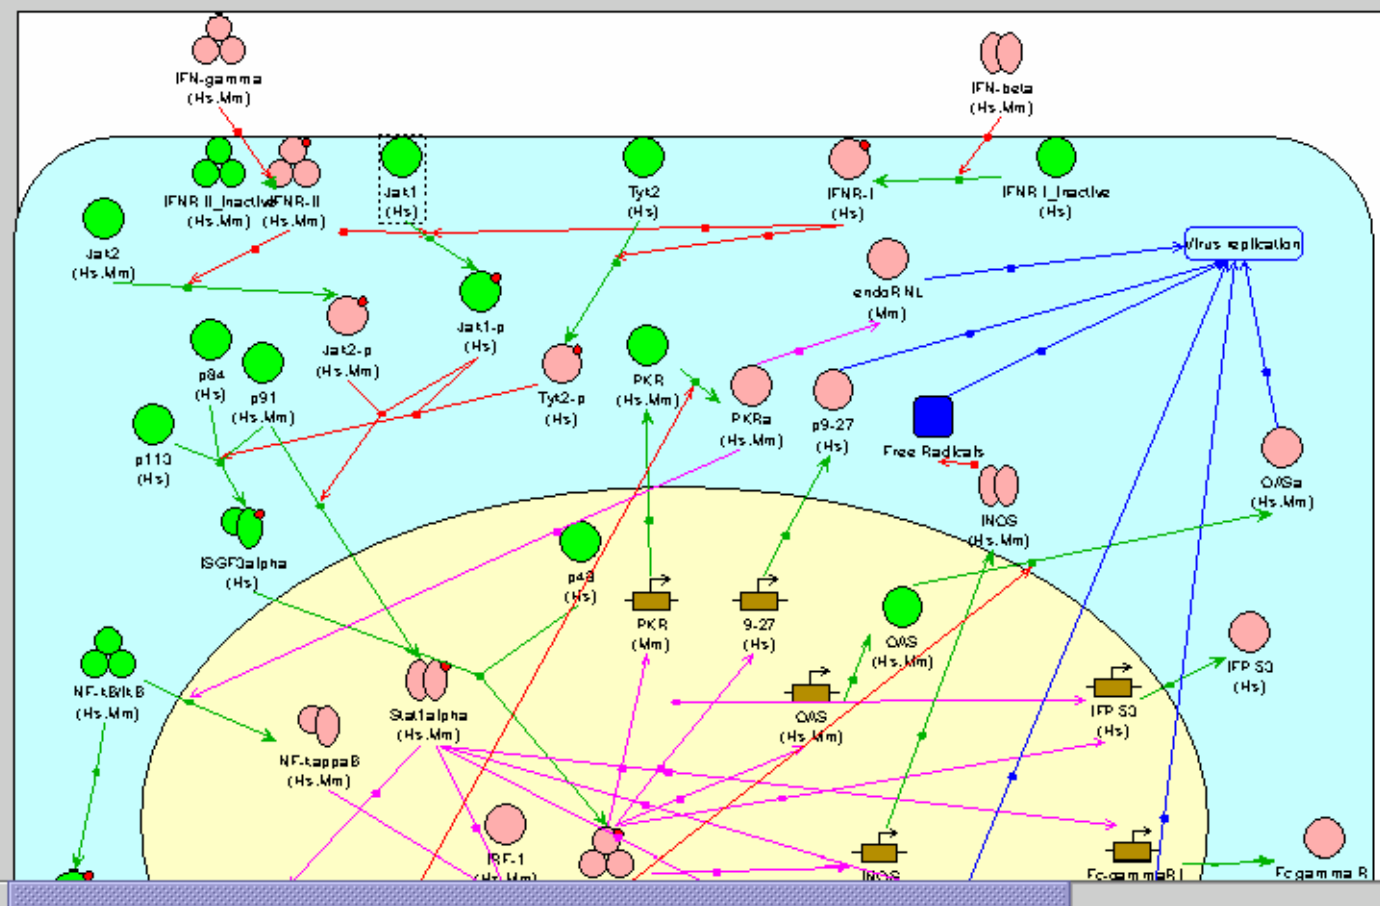 IFN-gamma
(Hs.Mm)
IFN-beta
(Hs.Mm)
IFNR II_Inactive
(Hs.Mm)
IFNR-II
(Hs.Mm)
Jak1
(Hs)
Tyk2
(Hs)
IFNR-I
(Hs)
IFNR I_Inactive
(Hs)
Jak2
(Hs.Mm)
Virus replication
endoRNL
(Mm)
Jak1-p
(Hs)
Jak2-p
(Hs.Mm)
p84
(Hs)
p91
(Hs.Mm)
Tyk2-p
(Hs)
PKR
(Hs.Mm)
PKRa
(Hs.Mm)
p9-27
(Hs)
Free Radicals
p113
(Hs)
OASa
(Hs.Mm)
INOS
(Hs.Mm)
ISGF3alpha
(Hs)
p48
(Hs)
PKR
(Mm)
9-27
(Hs)
OAS
(Hs.Mm)
IFP 53
(Hs)
NF-kB/IkB
(Hs.Mm)
Stat1alpha
(Hs.Mm)
OAS
(Hs.Mm)
IFP 53
(Hs)
NF-kappaB
(Hs.Mm)
IRF-1
(Hs.Mm)
INOS
Fc-gammaRI
Fc gamma R